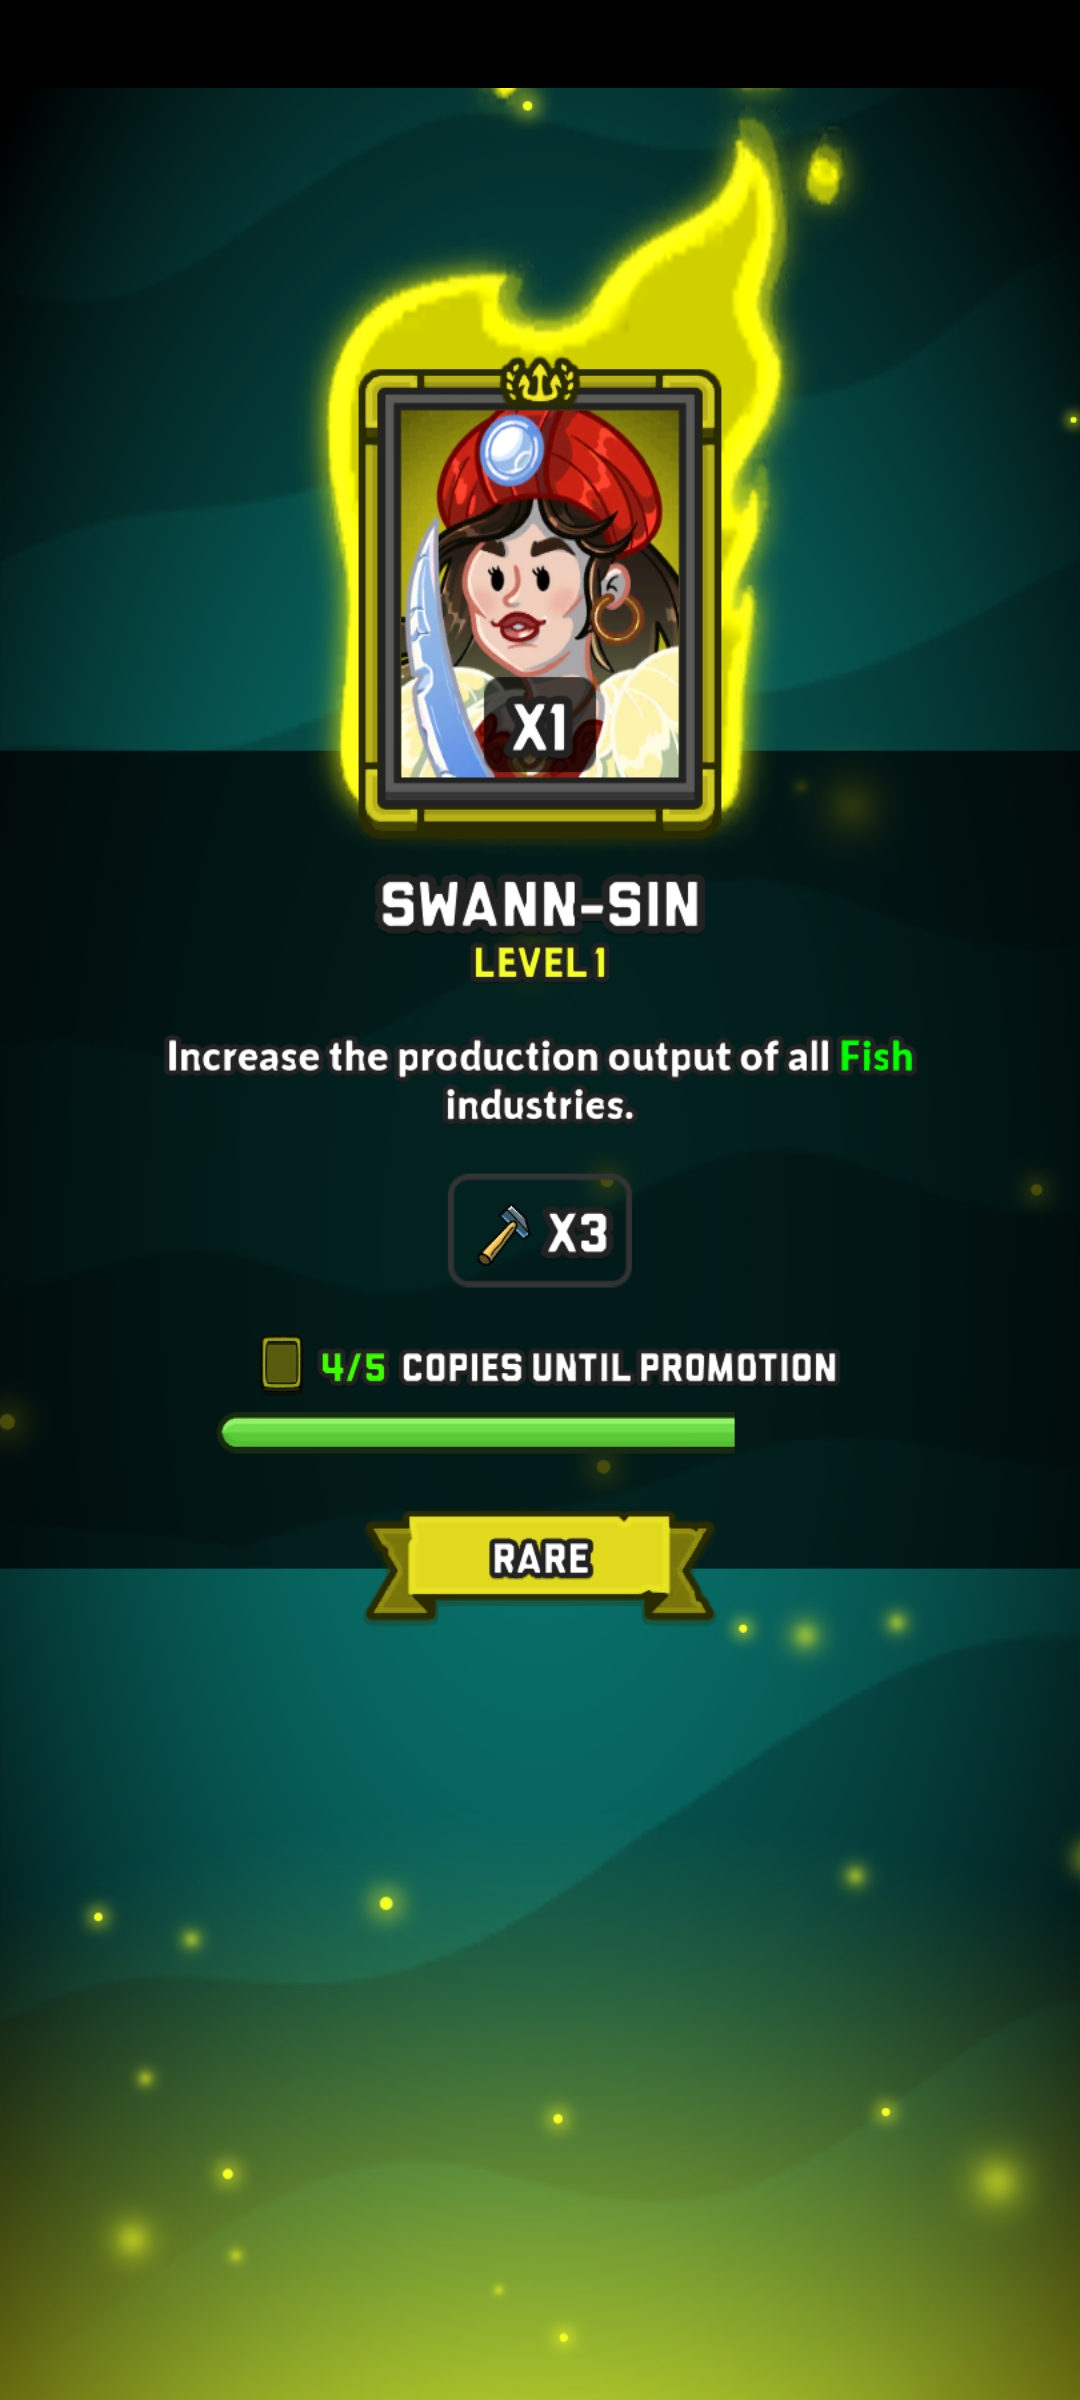 X1
SWANN-SIN
LEVEL 1
Increase the production output of all Fish
industries.
X3
4/5 COPIES UNTIL PROMOTION
RARE